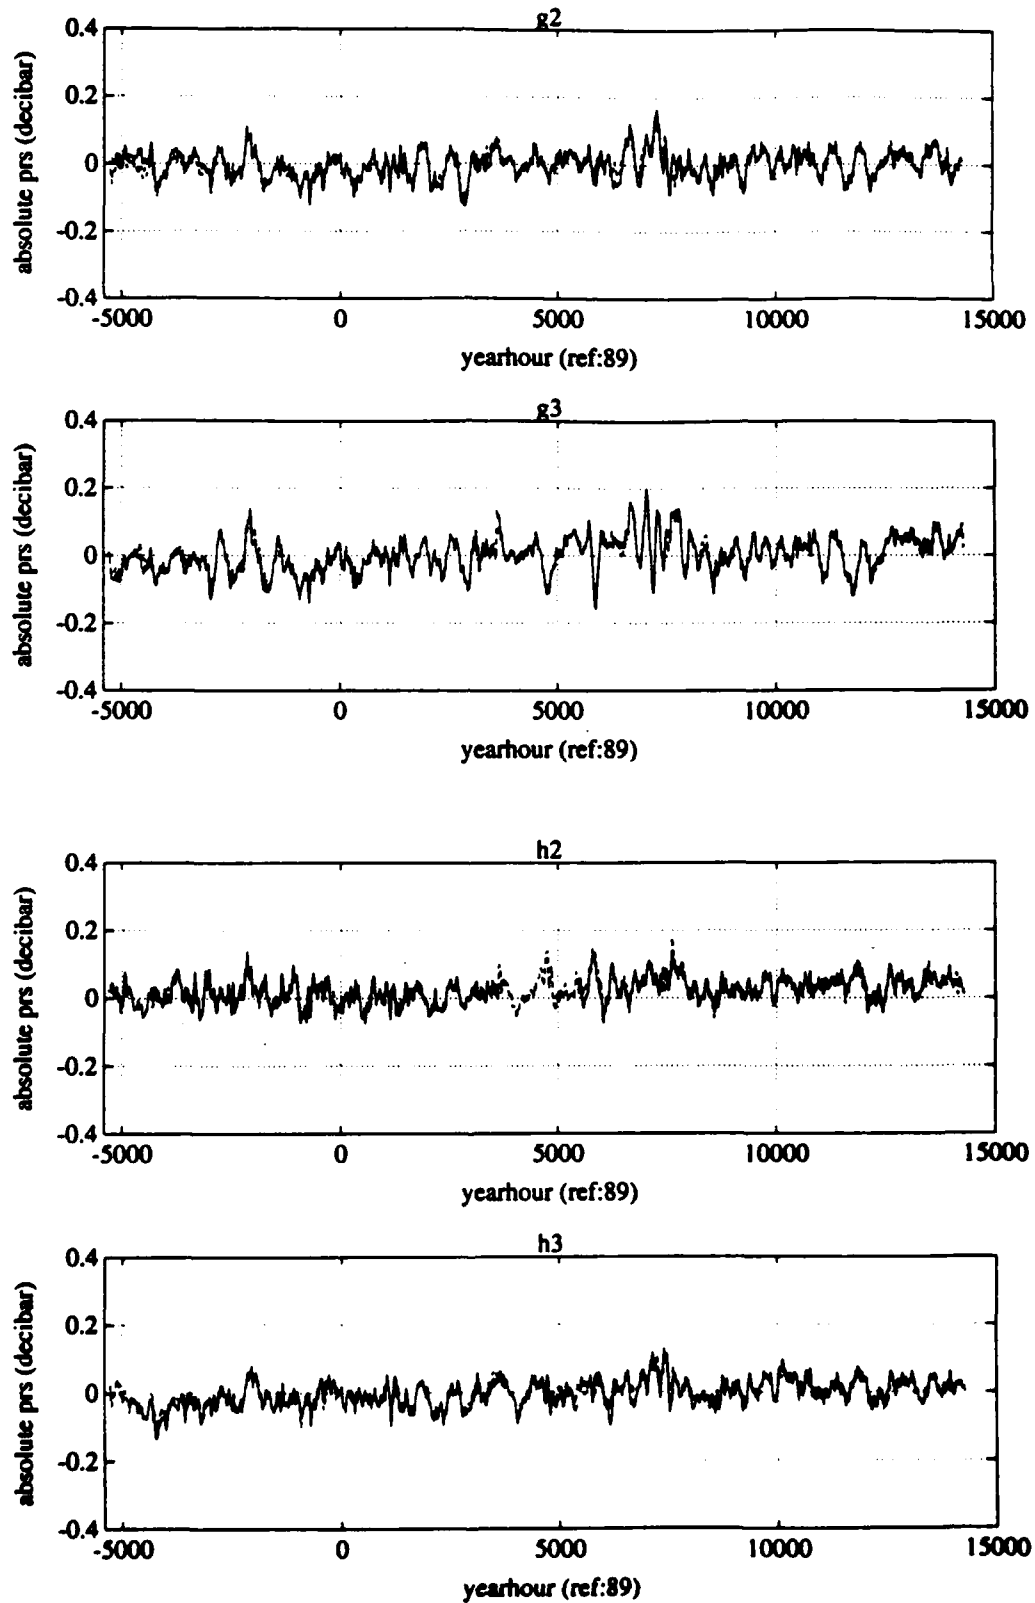 g2
0.4
0.2
0
-0.2
-0.4
absolute prs (decibar)
-5000 0 5000 10000 15000
yearhour (ref:89)
g3
0.4
0.2
0
-0.2
-0.4
absolute prs (decibar)
-5000 0 5000 10000 15000
yearhour (ref:89)
h2
0.4
0.2
0
-0.2
-0.4
absolute prs (decibar)
-5000 0 5000 10000 15000
yearhour (ref:89)
h3
0.4
0.2
0
-0.2
-0.4
absolute prs (decibar)
-5000 0 5000 10000 15000
yearhour (ref:89)